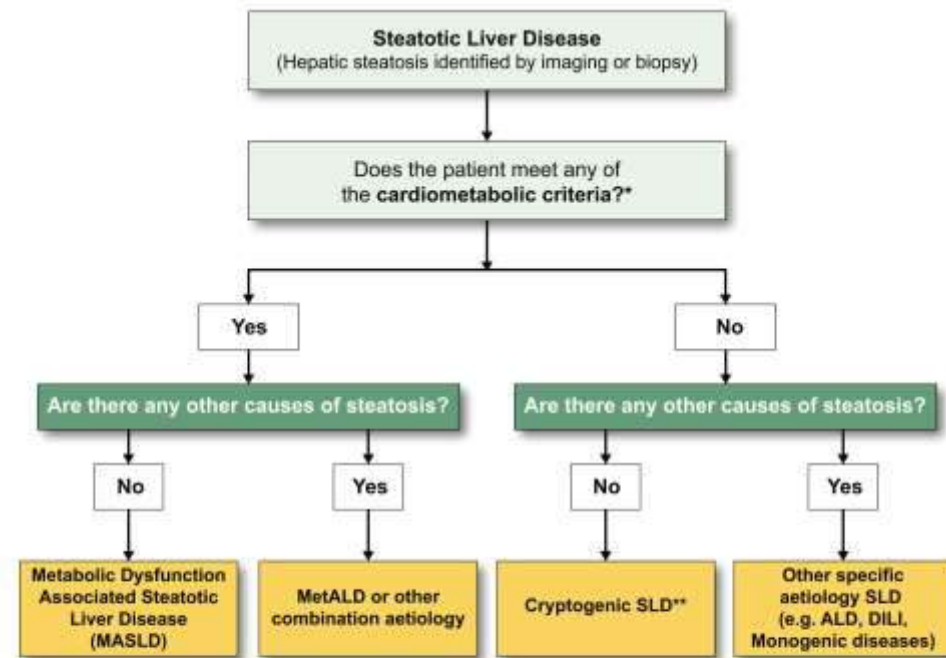 Steatotic Liver Disease
(Hepatic steatosis identified by imaging or biopsy)
Does the patient meet any of
the cardiometabolic criteria?*
Yes
No
Are there any other causes of steatosis?
Are there any other causes of steatosis?
No
Yes
No
Yes
Metabolic Dysfunction
Associated Steatotic
Liver Disease
(MASLD)
MetALD or other
combination aetiology
Cryptogenic SLD**
Other specific
aetiology SLD
(e.g. ALD, DILI,
Monogenic diseases)